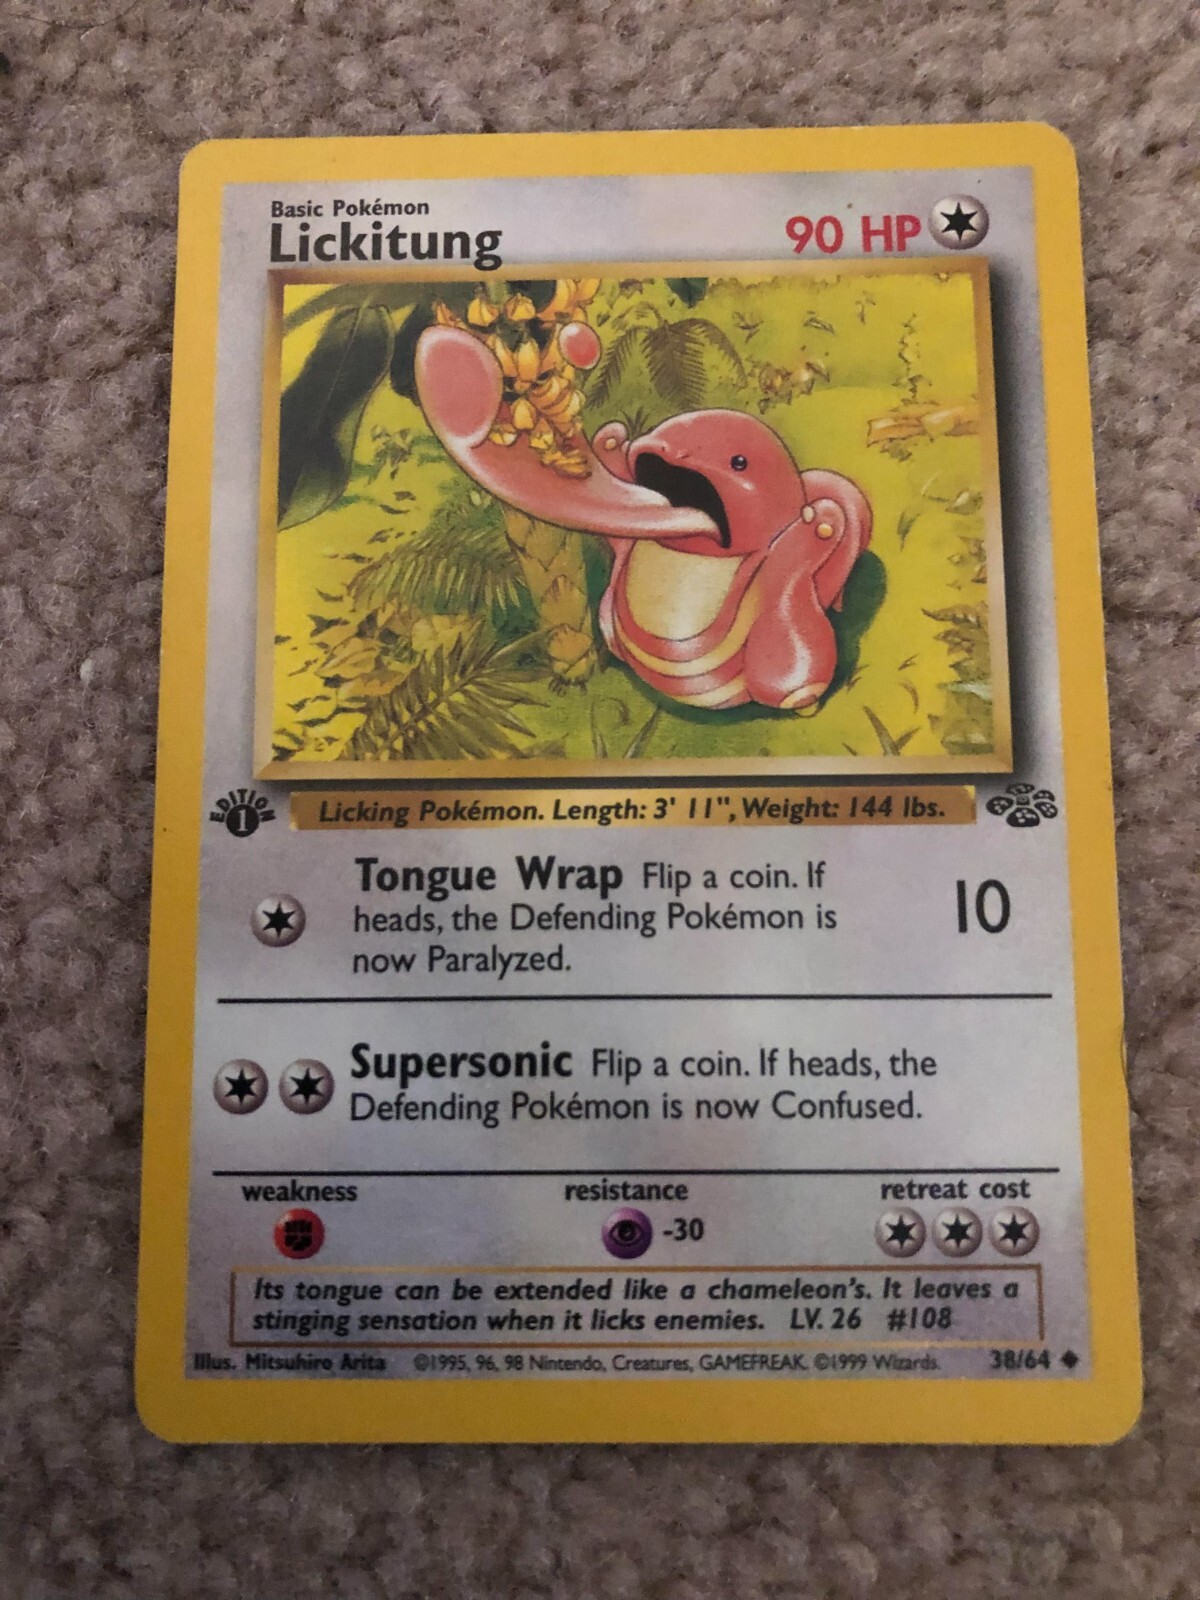 Basic Pokémon
Lickitung
90 HP
EDITION
1
Licking Pokémon. Length: 3' 11", Weight: 144 lbs.
Tongue Wrap Flip a coin. If
heads, the Defending Pokémon is
now Paralyzed.
10
Supersonic Flip a coin. If heads, the
Defending Pokémon is now Confused.
weakness
resistance
retreat cost
-30
Its tongue can be extended like a chameleon's. It leaves a
stinging sensation when it licks enemies. LV. 26 #108
Illus. Mitsuhiro Arita ©1995, 96, 98 Nintendo, Creatures, GAMEFREAK. ©1999 Wizards. 38/64